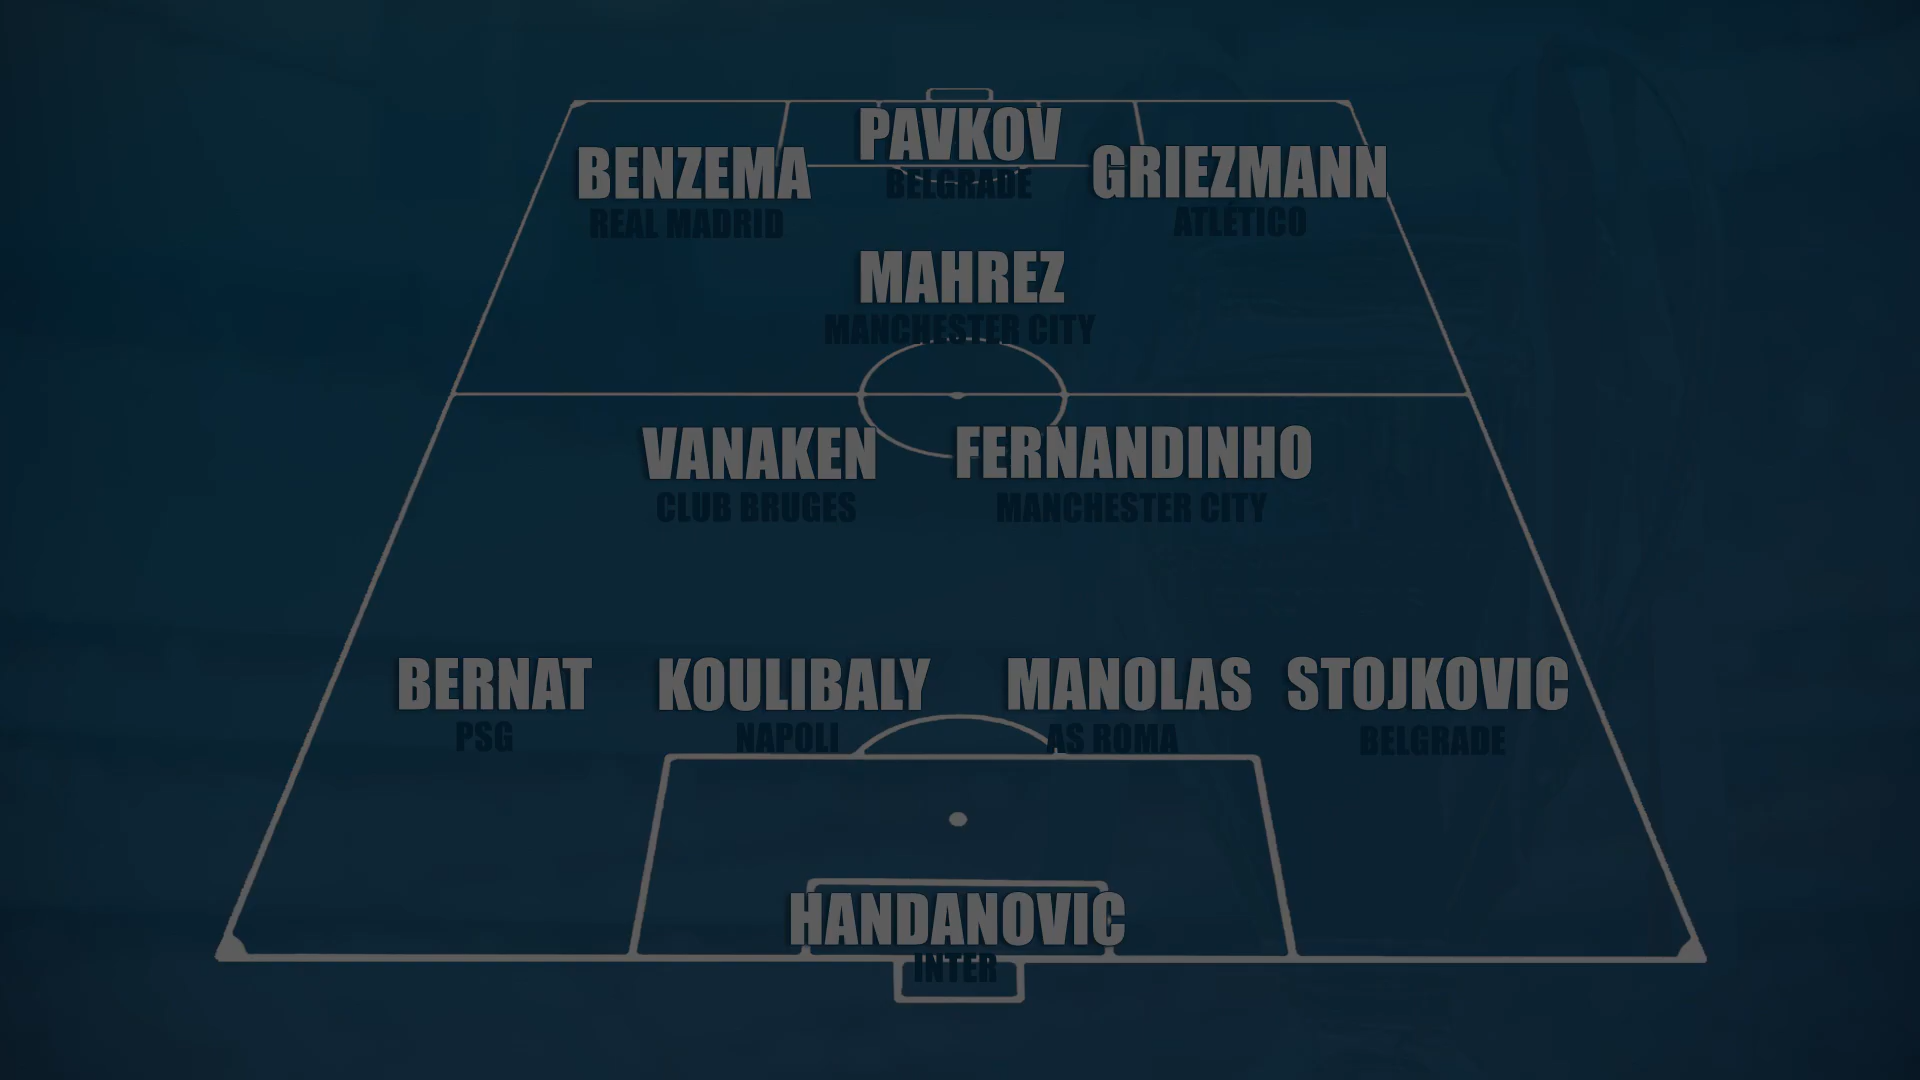 PAVKOV
BELGRADE
BENZEMA
REAL MADRID
GRIEZMANN
ATLÉTICO
MAHREZ
MANCHESTER CITY
VANAKEN
CLUB BRUGES
FERNANDINHO
MANCHESTER CITY
BERNAT
PSG
KOULIBALY
NAPOLI
MANOLAS
AS ROMA
STOJKOVIC
BELGRADE
HANDANOVIC
INTER